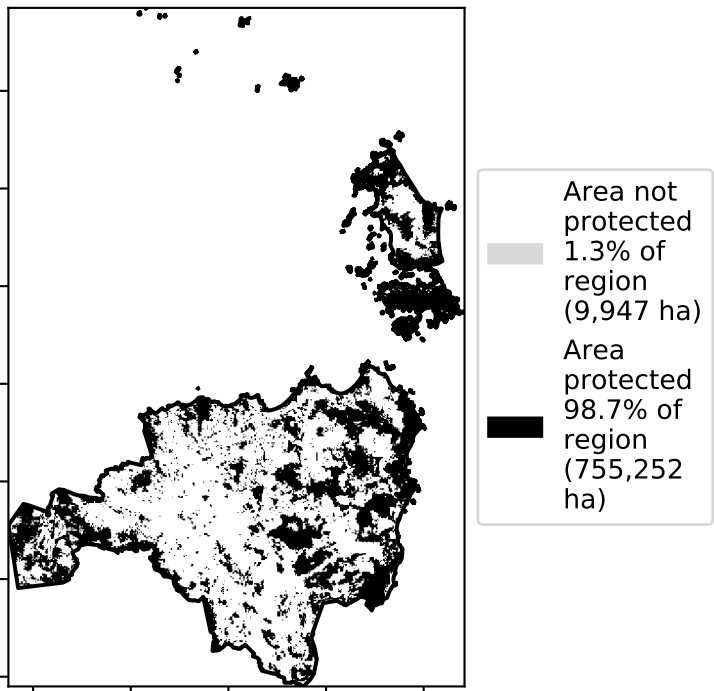 Area not
protected
1.3% of
region
(9,947 ha)
Area
protected
98.7% of
region
(755,252
ha)